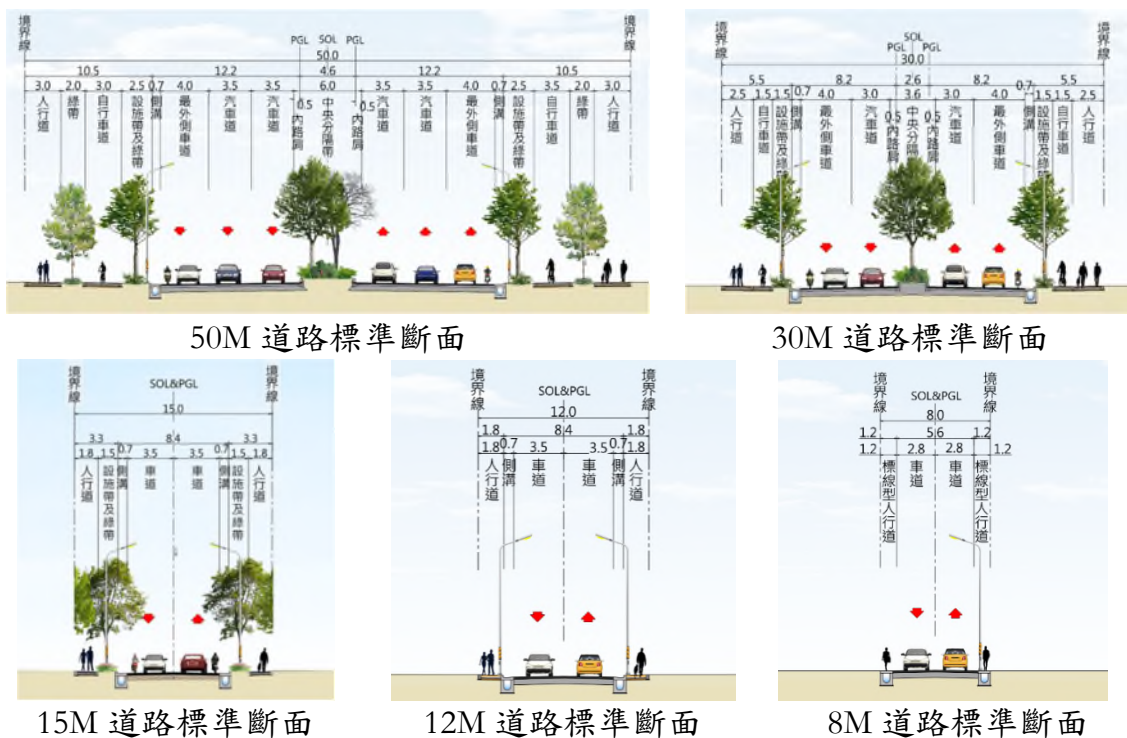 境界線
PGL SOL PGL
境界線
50.0
10.5 12.2 4.6 12.2 10.5
3.0 2.0 3.0 2.5 0.7 4.0 3.5 3.5 6.0 3.5 3.5 4.0 0.7 2.5 3.5 2.0 3.0
人行道
綠帶
自行車道
設施帶及綠帶
側溝
最外側車道
汽車道
汽車道
0.5內路肩
中央分隔帶
0.5內路肩
汽車道
汽車道
最外側車道
側溝
設施帶及綠帶
自行車道
綠帶
人行道
50M 道路標準斷面
境界線
SOL
PGL PGL
境界線
30.0
5.5 8.2 2.6 8.2 5.5
2.5 1.5 1.5 0.7 4.0 3.0 3.6 3.0 4.0 0.7 1.5 1.5 2.5
人行道
自行車道
設施帶及綠帶
側溝
最外側車道
汽車道
0.5內路肩
中央分隔
0.5內路肩
汽車道
最外側車道
側溝
設施帶及綠帶
自行車道
人行道
30M 道路標準斷面
境界線
SOL&PGL
境界線
15.0
3.3 8.4 3.3
1.8 1.5 0.7 3.5 3.5 0.7 1.5 1.8
人行道
設施帶及綠帶
側溝
車道
車道
側溝
設施帶及綠帶
人行道
15M 道路標準斷面
境界線
SOL&PGL
境界線
12.0
1.8 8.4 1.8
1.8 0.7 3.5 3.5 0.7 1.8
人行道
側溝
車道
車道
側溝
人行道
12M 道路標準斷面
境界線
SOL&PGL
境界線
8.0
1.2 5.6 1.2
1.2 2.8 2.8 1.2
標線型人行道
車道
車道
標線型人行道
8M 道路標準斷面